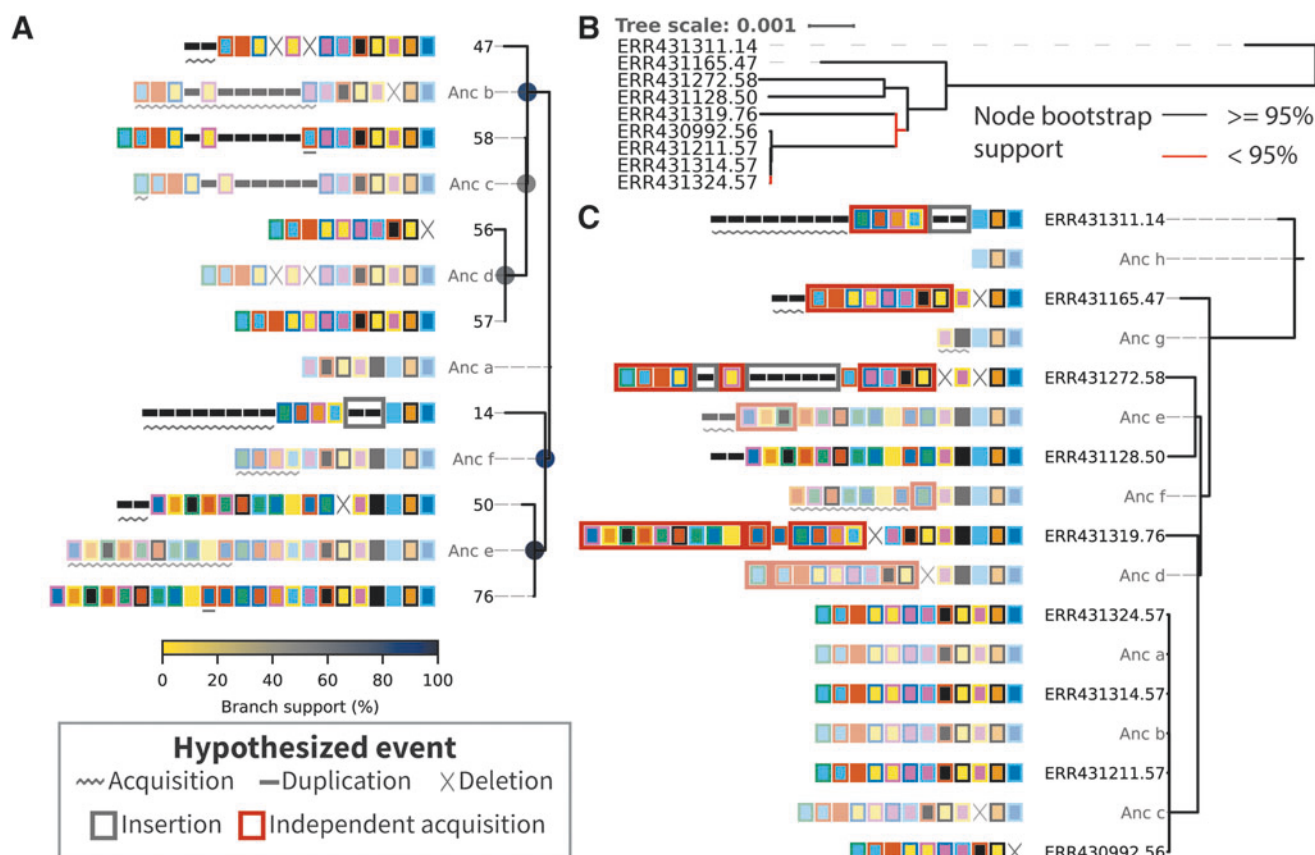 A
47
Anc b
58
Anc c
56
Anc d
57
Anc a
14
Anc f
50
Anc e
76
0 20 40 60 80 100
Branch support (%)
Hypothesized event
Acquisition Duplication Deletion
Insertion Independent acquisition
B
Tree scale: 0.001
ERR431311.14
ERR431165.47
ERR431272.58
ERR431128.50
ERR431319.76
ERR430992.56
ERR431211.57
ERR431314.57
ERR431324.57
Node bootstrap
support
>= 95%
< 95%
C
ERR431311.14
Anc h
ERR431165.47
Anc g
ERR431272.58
Anc e
ERR431128.50
Anc f
ERR431319.76
Anc d
ERR431324.57
Anc a
ERR431314.57
Anc b
ERR431211.57
Anc c
ERR430992.56